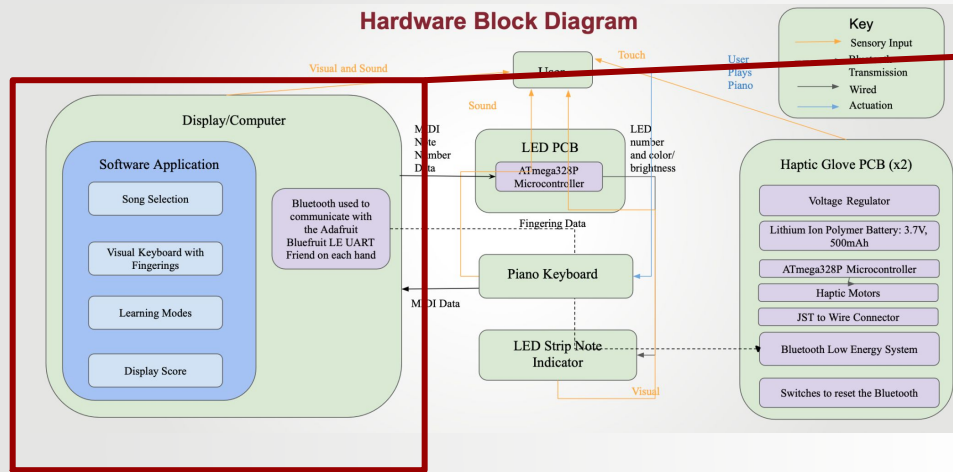 Hardware Block Diagram
Key
Sensory Input
Transmission
Wired
Actuation
Touch
User
Plays
Piano
Visual and Sound
Sound
Display/Computer
Software Application
Song Selection
Visual Keyboard with
Fingerings
Learning Modes
Display Score
Bluetooth used to
communicate with
the Adafruit
Bluefruit LE UART
Friend on each hand
MIDI
Note
Number
Data
LED PCB
ATmega328P
Microcontroller
LED
number
and color/
brightness
Fingering Data
Piano Keyboard
MIDI Data
LED Strip Note
Indicator
Visual
Haptic Glove PCB (x2)
Voltage Regulator
Lithium Ion Polymer Battery: 3.7V,
500mAh
ATmega328P Microcontroller
Haptic Motors
JST to Wire Connector
Bluetooth Low Energy System
Switches to reset the Bluetooth